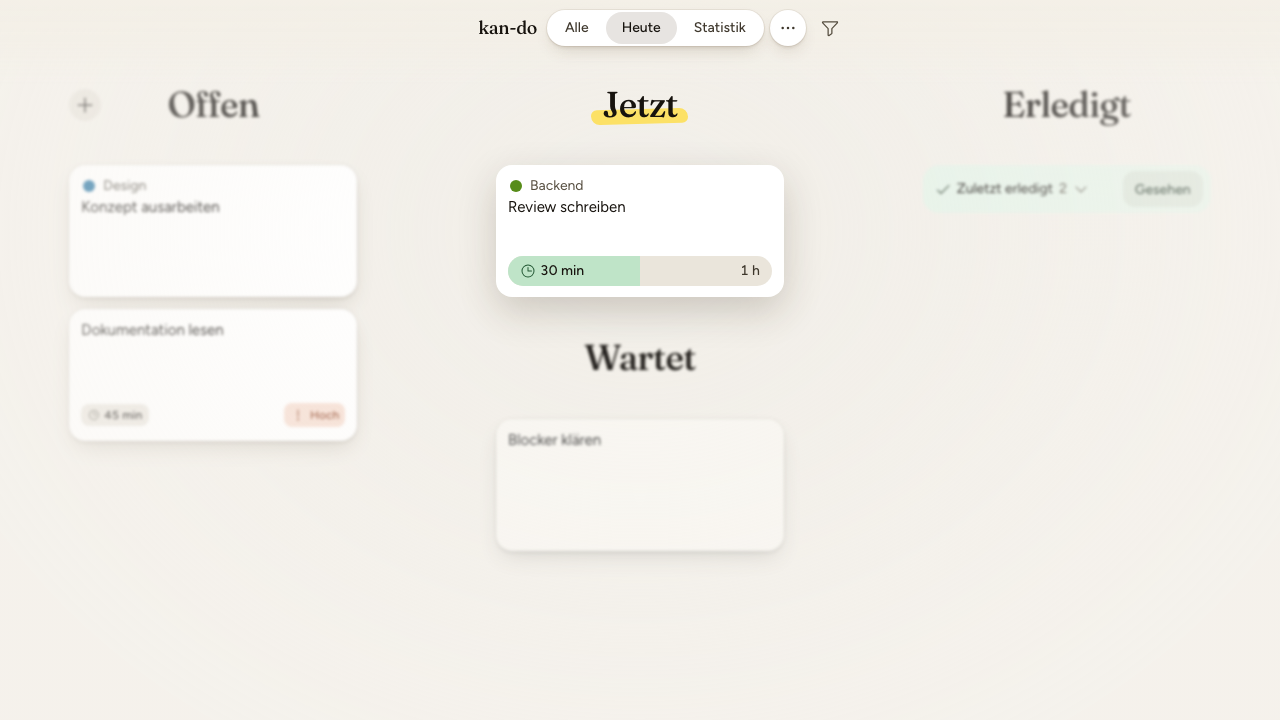 kan-do
Alle
Heute
Statistik
Offen
Design
Konzept ausarbeiten
Dokumentation lesen
45 min
Hoch
Jetzt
Backend
Review schreiben
30 min
1 h
Wartet
Blocker klären
Erledigt
Zuletzt erledigt 2
Gesehen